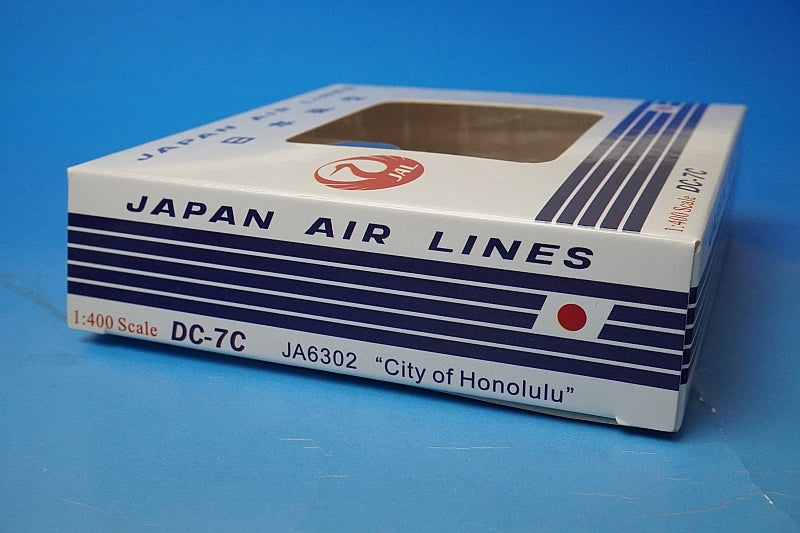 JAPAN AIR LINES
日本航空
JAL
1:400 Scale DC-7C
JAPAN AIR LINES
1:400 Scale DC-7C JA6302 “City of Honolulu”